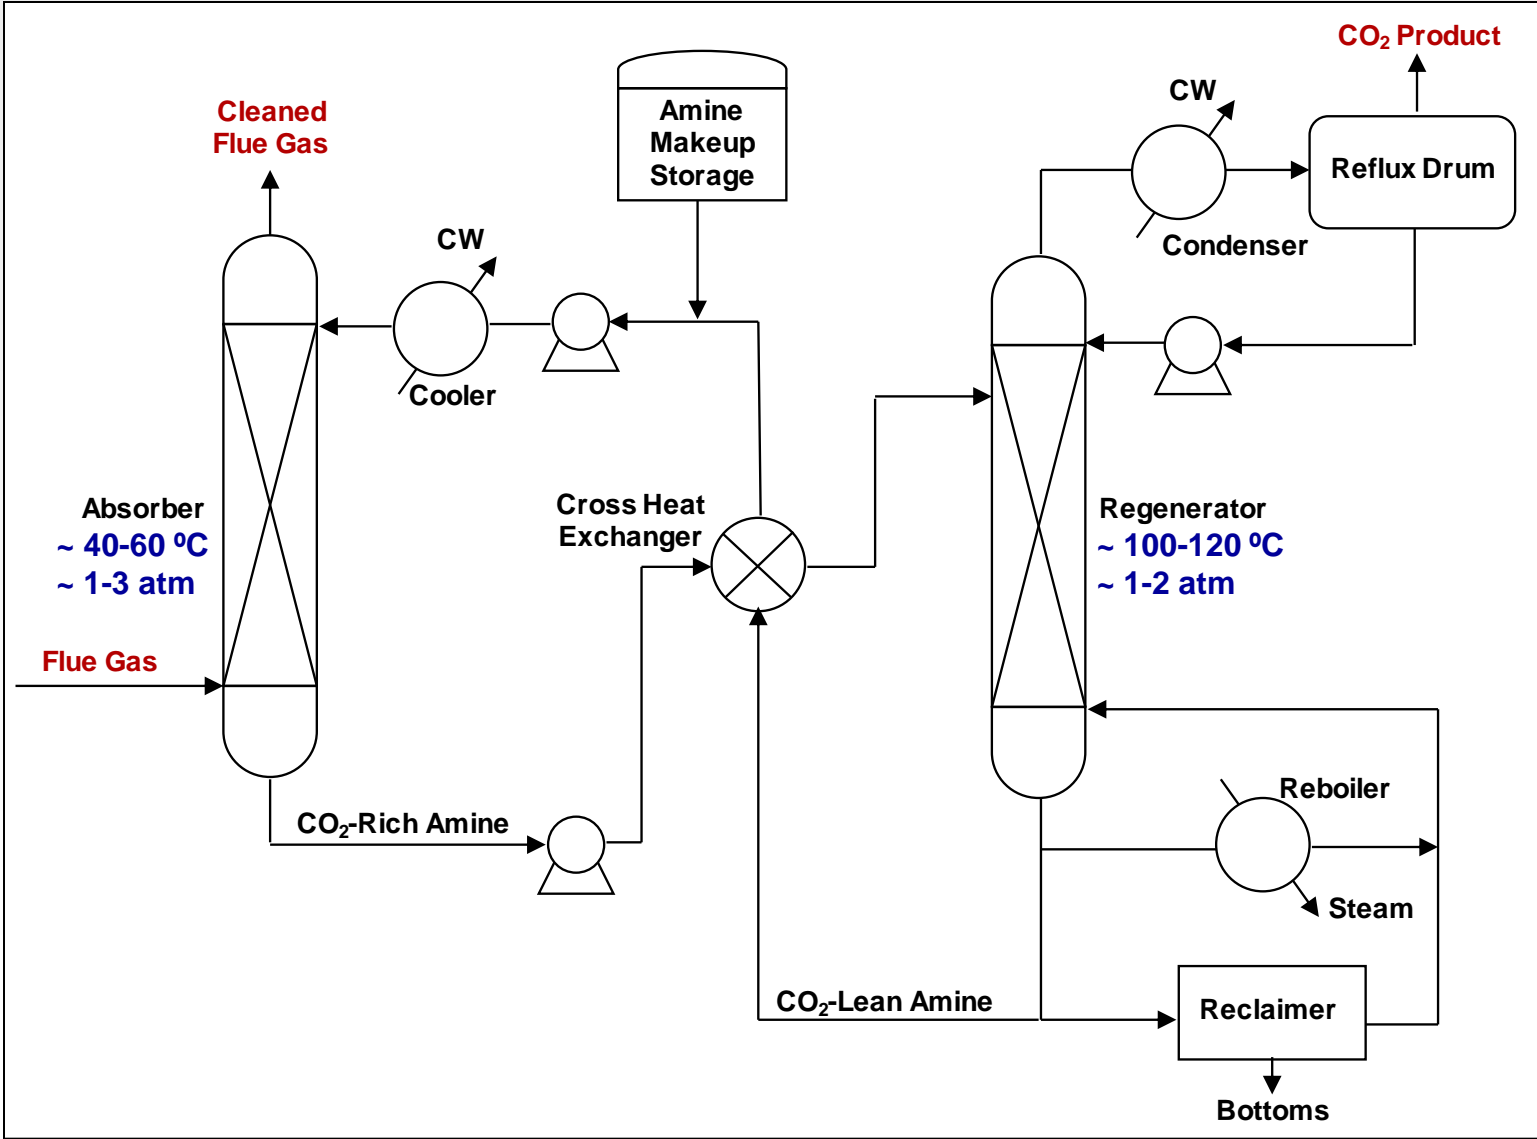 CO₂ Product
CW
Cleaned
Flue Gas
Amine
Makeup
Storage
Reflux Drum
CW
Condenser
Cooler
Cross Heat
Exchanger
Absorber
~ 40-60 ⁰C
~ 1-3 atm
Regenerator
~ 100-120 ⁰C
~ 1-2 atm
Flue Gas
Reboiler
CO₂-Rich Amine
Steam
CO₂-Lean Amine
Reclaimer
Bottoms